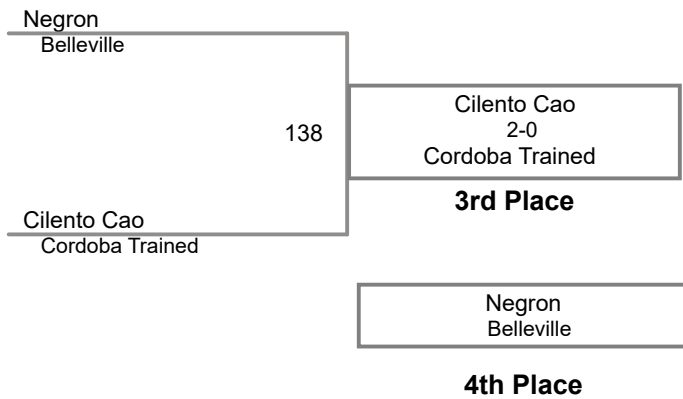 Negron
Belleville
138
Cilento Cao
2-0
Cordoba Trained
3rd Place
Cilento Cao
Cordoba Trained
Negron
Belleville
4th Place